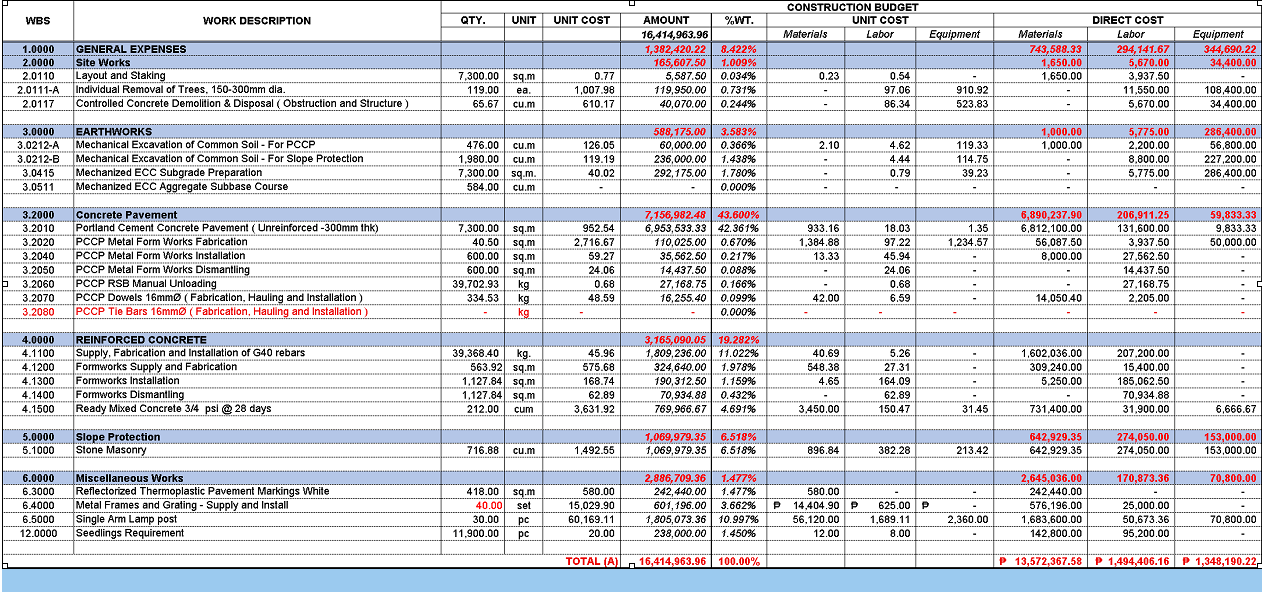 CONSTRUCTION BUDGET
WBS WORK DESCRIPTION QTY. UNIT UNIT COST AMOUNT %WT. UNIT COST DIRECT COST
16,414,963.96 Materials Labor Equipment Materials Labor Equipment
1.0000 GENERAL EXPENSES 1,382,420.22 8.422% 743,588.33 294,141.67 344,690.22
2.0000 Site Works 165,607.50 1.009% 1,650.00 5,670.00 34,400.00
2.0110 Layout and Staking 7,300.00 sq.m 0.77 5,587.50 0.034% 0.23 0.54 - 1,650.00 3,937.50 -
2.0111-A Individual Removal of Trees, 150-300mm dia. 119.00 ea. 1,007.98 119,950.00 0.731% - 97.06 910.92 - 11,550.00 108,400.00
2.0117 Controlled Concrete Demolition & Disposal ( Obstruction and Structure ) 65.67 cu.m 610.17 40,070.00 0.244% - 86.34 523.83 - 5,670.00 34,400.00
3.0000 EARTHWORKS 588,175.00 3.583% 1,000.00 5,775.00 286,400.00
3.0212-A Mechanical Excavation of Common Soil - For PCCP 476.00 cu.m 126.05 60,000.00 0.366% 2.10 4.62 119.33 1,000.00 2,200.00 56,800.00
3.0212-B Mechanical Excavation of Common Soil - For Slope Protection 1,980.00 cu.m 119.19 236,000.00 1.438% - 4.44 114.75 - 8,800.00 227,200.00
3.0415 Mechanized ECC Subgrade Preparation 7,300.00 sq.m. 40.02 292,175.00 1.780% - 0.79 39.23 - 5,775.00 286,400.00
3.0511 Mechanized ECC Aggregate Subbase Course 584.00 cu.m - - 0.000% - - - - - -
3.2000 Concrete Pavement 7,156,982.48 43.600% 6,890,237.90 206,911.25 59,833.33
3.2010 Portland Cement Concrete Pavement ( Unreinforced -300mm thk) 7,300.00 sq.m 952.54 6,953,533.33 42.361% 933.16 18.03 1.35 6,812,100.00 131,600.00 9,833.33
3.2020 PCCP Metal Form Works Fabrication 40.50 sq.m 2,716.67 110,025.00 0.670% 1,384.88 97.22 1,234.57 56,087.50 3,937.50 50,000.00
3.2040 PCCP Metal Form Works Installation 600.00 sq.m 59.27 35,562.50 0.217% 13.33 45.94 - 8,000.00 27,562.50 -
3.2050 PCCP Metal Form Works Dismantling 600.00 sq.m 24.06 14,437.50 0.088% - 24.06 - - 14,437.50 -
3.2060 PCCP RSB Manual Unloading 39,702.93 kg 0.68 27,168.75 0.166% - 0.68 - - 27,168.75 -
3.2070 PCCP Dowels 16mmØ ( Fabrication, Hauling and Installation ) 334.53 kg 48.59 16,255.40 0.099% 42.00 6.59 - 14,050.40 2,205.00 -
3.2080 PCCP Tie Bars 16mmØ ( Fabrication, Hauling and Installation ) - kg - - 0.000% - - - - - -
4.0000 REINFORCED CONCRETE 3,165,090.05 19.282%
4.1100 Supply, Fabrication and Installation of G40 rebars 39,368.40 kg. 45.96 1,809,236.00 11.022% 40.69 5.26 - 1,602,036.00 207,200.00 -
4.1200 Formworks Supply and Fabrication 563.92 sq.m 575.68 324,640.00 1.978% 548.38 27.31 - 309,240.00 15,400.00 -
4.1300 Formworks Installation 1,127.84 sq.m 168.74 190,312.50 1.159% 4.65 164.09 - 5,250.00 185,062.50 -
4.1400 Formworks Dismantling 1,127.84 sq.m 62.89 70,934.88 0.432% - 62.89 - - 70,934.88 -
4.1500 Ready Mixed Concrete 3/4 psi @ 28 days 212.00 cum 3,631.92 769,966.67 4.691% 3,450.00 150.47 31.45 731,400.00 31,900.00 6,666.67
5.0000 Slope Protection 1,069,979.35 6.518% 642,929.35 274,050.00 153,000.00
5.1000 Stone Masonry 716.88 cu.m 1,492.55 1,069,979.35 6.518% 896.84 382.28 213.42 642,929.35 274,050.00 153,000.00
6.0000 Miscellaneous Works 2,886,709.36 1.477% 2,645,036.00 170,873.36 70,800.00
6.3000 Reflectorized Thermoplastic Pavement Markings White 418.00 sq.m 580.00 242,440.00 1.477% 580.00 - - 242,440.00 - -
6.4000 Metal Frames and Grating - Supply and Install 40.00 set 15,029.90 601,196.00 3.662% ₱ 14,404.90 ₱ 625.00 ₱ - 576,196.00 25,000.00 -
6.5000 Single Arm Lamp post 30.00 pc 60,169.11 1,805,073.36 10.997% 56,120.00 1,689.11 2,360.00 1,683,600.00 50,673.36 70,800.00
12.0000 Seedlings Requirement 11,900.00 pc 20.00 238,000.00 1.450% 12.00 8.00 - 142,800.00 95,200.00 -
TOTAL (A) 16,414,963.96 100.00% ₱ 13,572,367.58 ₱ 1,494,406.16 ₱ 1,348,190.22